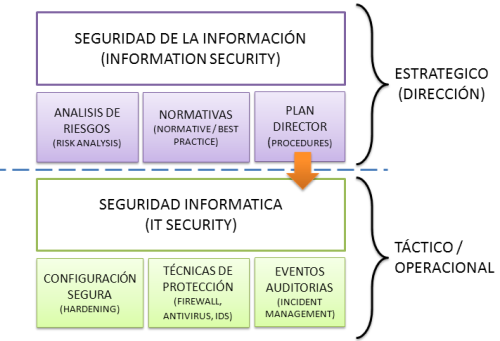 SEGURIDAD DE LA INFORMACIÓN
(INFORMATION SECURITY)
ANALISIS DE
RIESGOS
(RISK ANALYSIS)
NORMATIVAS
(NORMATIVE / BEST
PRACTICE)
PLAN
DIRECTOR
(PROCEDURES)
ESTRATEGICO
(DIRECCIÓN)
SEGURIDAD INFORMATICA
(IT SECURITY)
CONFIGURACIÓN
SEGURA
(HARDENING)
TÉCNICAS DE
PROTECCIÓN
(FIREWALL,
ANTIVIRUS, IDS)
EVENTOS
AUDITORIAS
(INCIDENT
MANAGEMENT)
TÁCTICO /
OPERACIONAL